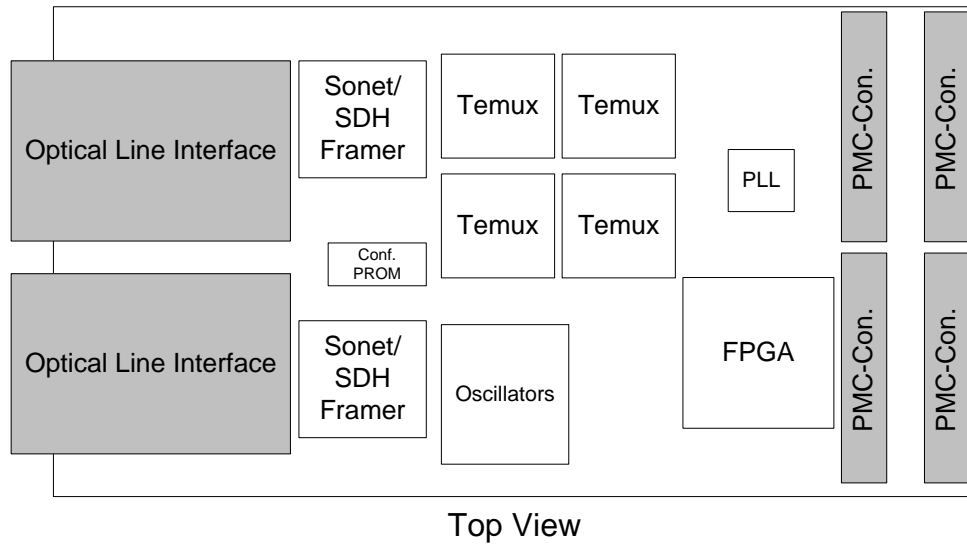 Optical Line Interface
Sonet/
SDH
Framer
Temux
Temux
Temux
Temux
PLL
PMC-Con.
PMC-Con.
Conf.
PROM
Optical Line Interface
Sonet/
SDH
Framer
Oscillators
FPGA
PMC-Con.
PMC-Con.
Top View